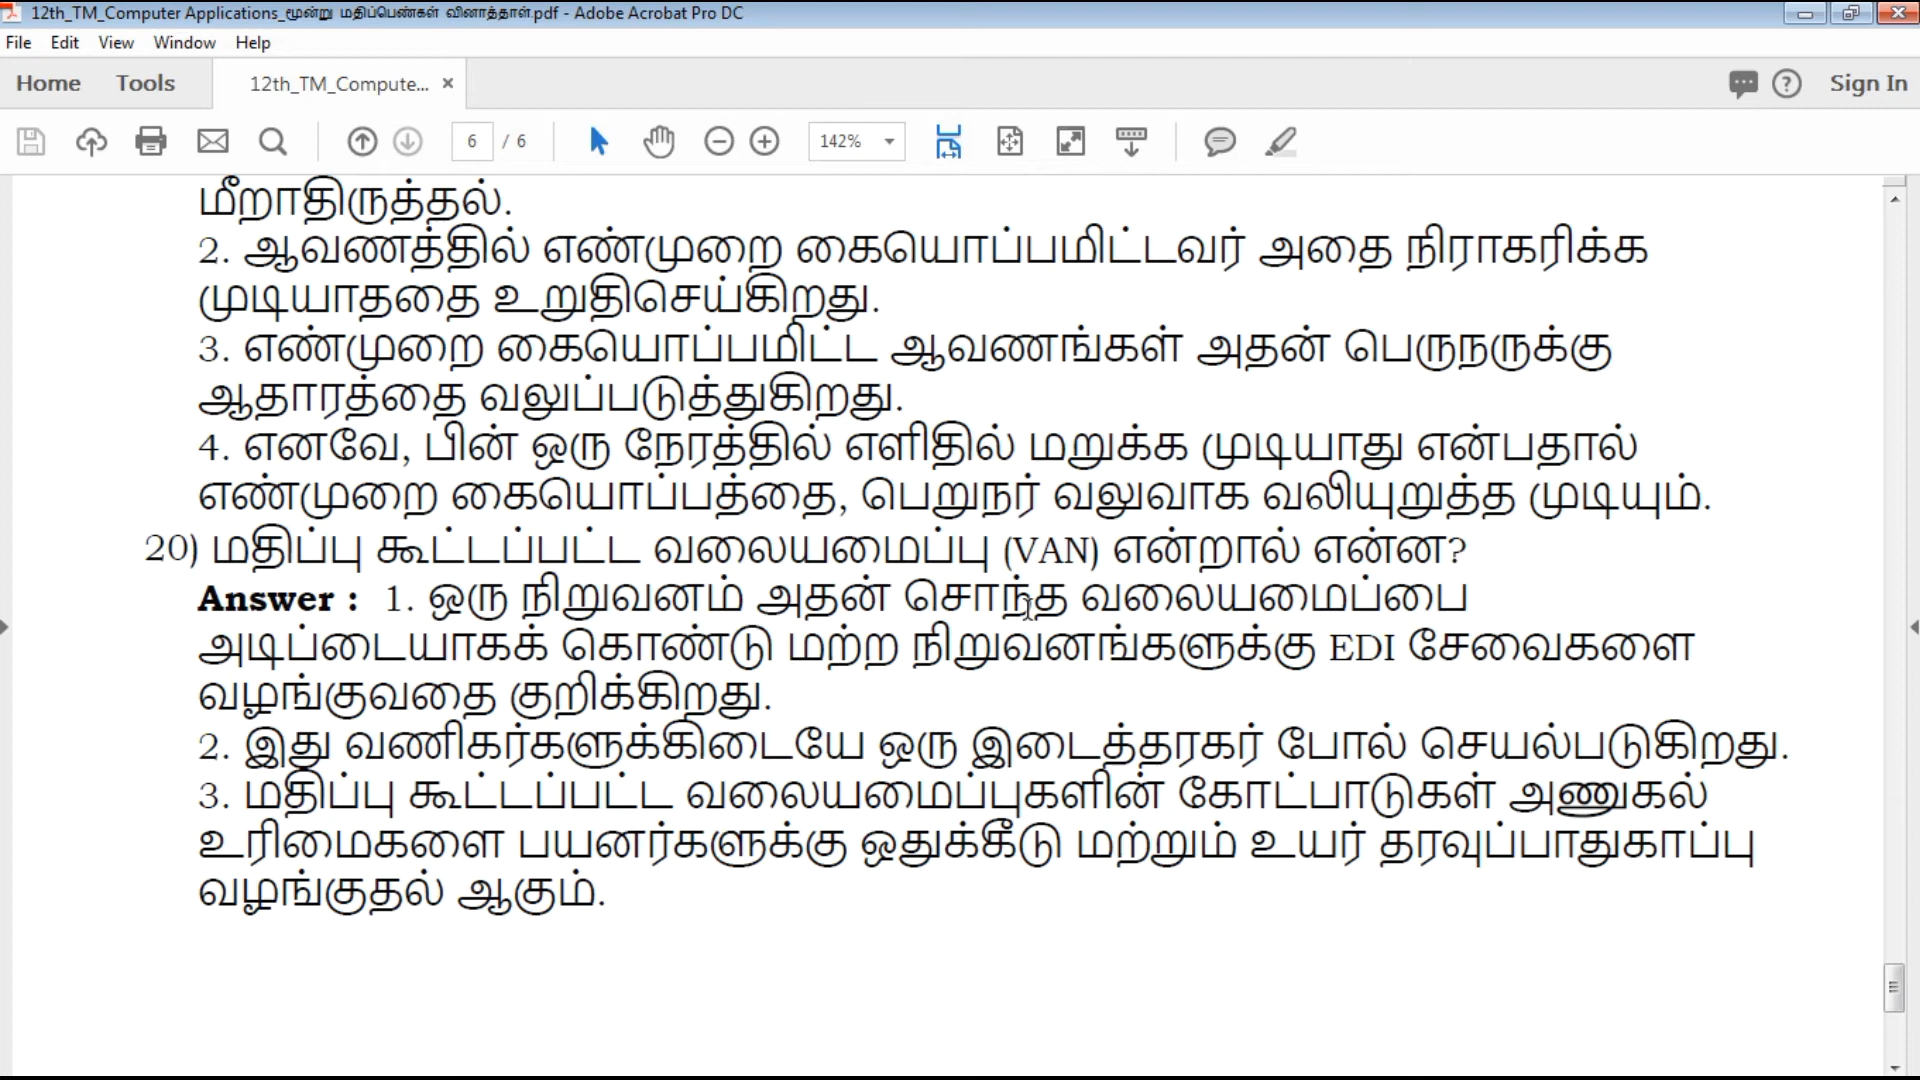 12th_TM_Computer Applications_மூன்று மதிப்பெண்கள் வினாத்தாள்.pdf - Adobe Acrobat Pro DC
File Edit View Window Help
Home Tools 12th_TM_Compute... × Sign In
6 / 6 142%
மீறாதிருத்தல்.
2. ஆவணத்தில் எண்முறை கையொப்பமிட்டவர் அதை நிராகரிக்க
முடியாததை உறுதிசெய்கிறது.
3. எண்முறை கையொப்பமிட்ட ஆவணங்கள் அதன் பெருநருக்கு
ஆதாரத்தை வலுப்படுத்துகிறது.
4. எனவே, பின் ஒரு நேரத்தில் எளிதில் மறுக்க முடியாது என்பதால்
எண்முறை கையொப்பத்தை, பெறுநர் வலுவாக வலியுறுத்த முடியும்.
20) மதிப்பு கூட்டப்பட்ட வலையமைப்பு (VAN) என்றால் என்ன?
Answer : 1. ஒரு நிறுவனம் அதன் சொந்த வலையமைப்பை
அடிப்டையாகக் கொண்டு மற்ற நிறுவனங்களுக்கு EDI சேவைகளை
வழங்குவதை குறிக்கிறது.
2. இது வணிகர்களுக்கிடையே ஒரு இடைத்தரகர் போல் செயல்படுகிறது.
3. மதிப்பு கூட்டப்பட்ட வலையமைப்புகளின் கோட்பாடுகள் அணுகல்
உரிமைகளை பயனர்களுக்கு ஒதுக்கீடு மற்றும் உயர் தரவுப்பாதுகாப்பு
வழங்குதல் ஆகும்.